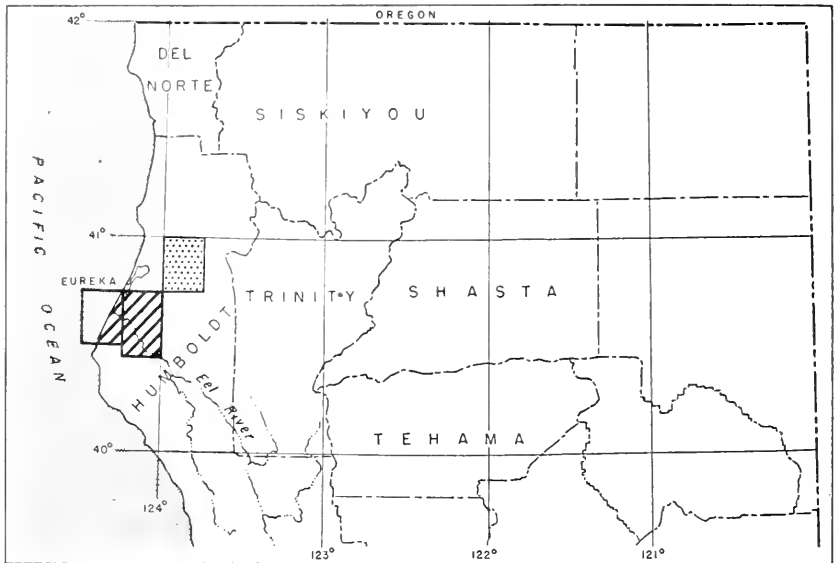 OREGON
42°
DEL
NORTE
SISKIYOU
PACIFIC
OCEAN
41°
EUREKA
TRINITY
SHASTA
HUMBOLDT
Eel River
40°
TEHAMA
124°
123°
122°
121°